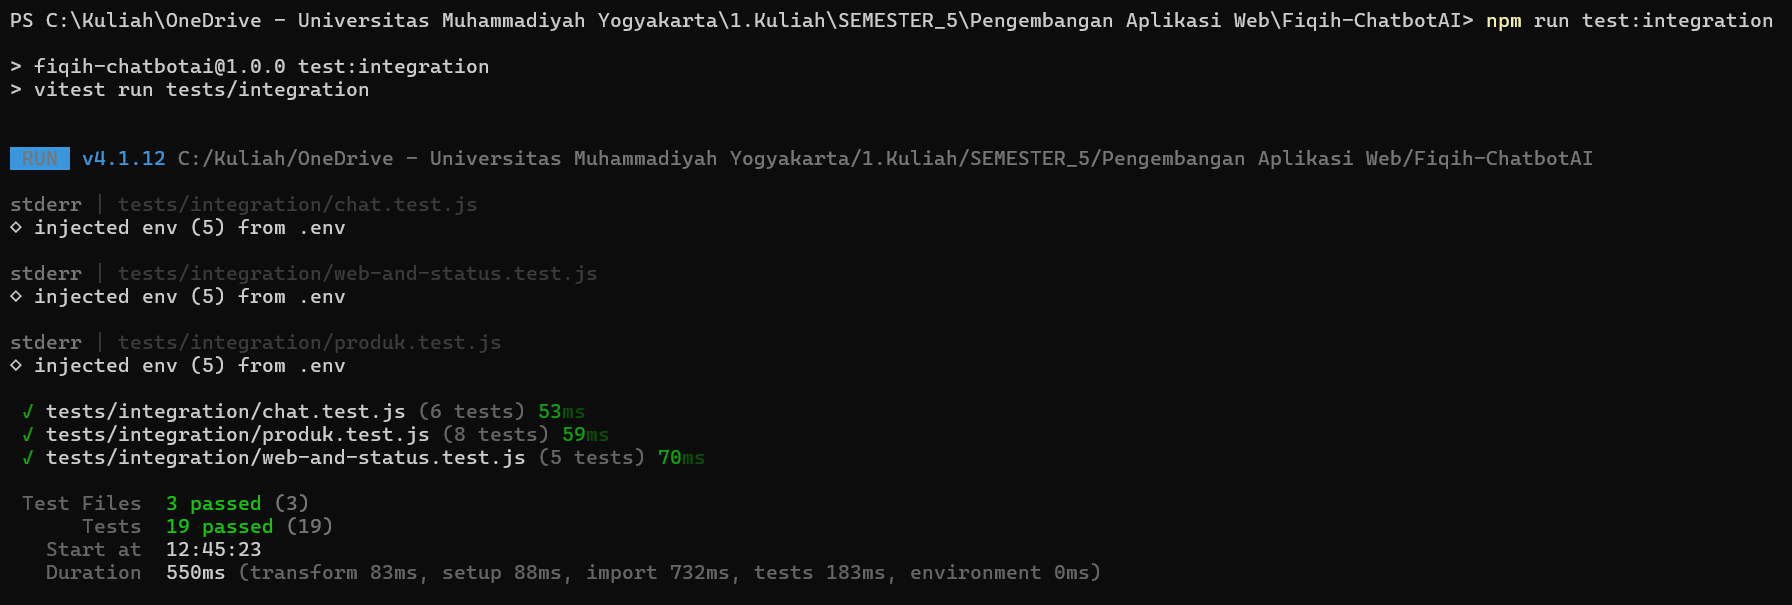 PS C:\Kuliah\OneDrive - Universitas Muhammadiyah Yogyakarta\1.Kuliah\SEMESTER_5\Pengembangan Aplikasi Web\Fiqih-ChatbotAI> npm run test:integration
> fiqih-chatbotai@1.0.0 test:integration
> vitest run tests/integration
RUN v4.1.12 C:/Kuliah/OneDrive - Universitas Muhammadiyah Yogyakarta/1.Kuliah/SEMESTER_5/Pengembangan Aplikasi Web/Fiqih-ChatbotAI
stderr | tests/integration/chat.test.js
◇ injected env (5) from .env
stderr | tests/integration/web-and-status.test.js
◇ injected env (5) from .env
stderr | tests/integration/produk.test.js
◇ injected env (5) from .env
✓ tests/integration/chat.test.js (6 tests) 53ms
✓ tests/integration/produk.test.js (8 tests) 59ms
✓ tests/integration/web-and-status.test.js (5 tests) 70ms
Test Files 3 passed (3)
Tests 19 passed (19)
Start at 12:45:23
Duration 550ms (transform 83ms, setup 88ms, import 732ms, tests 183ms, environment 0ms)